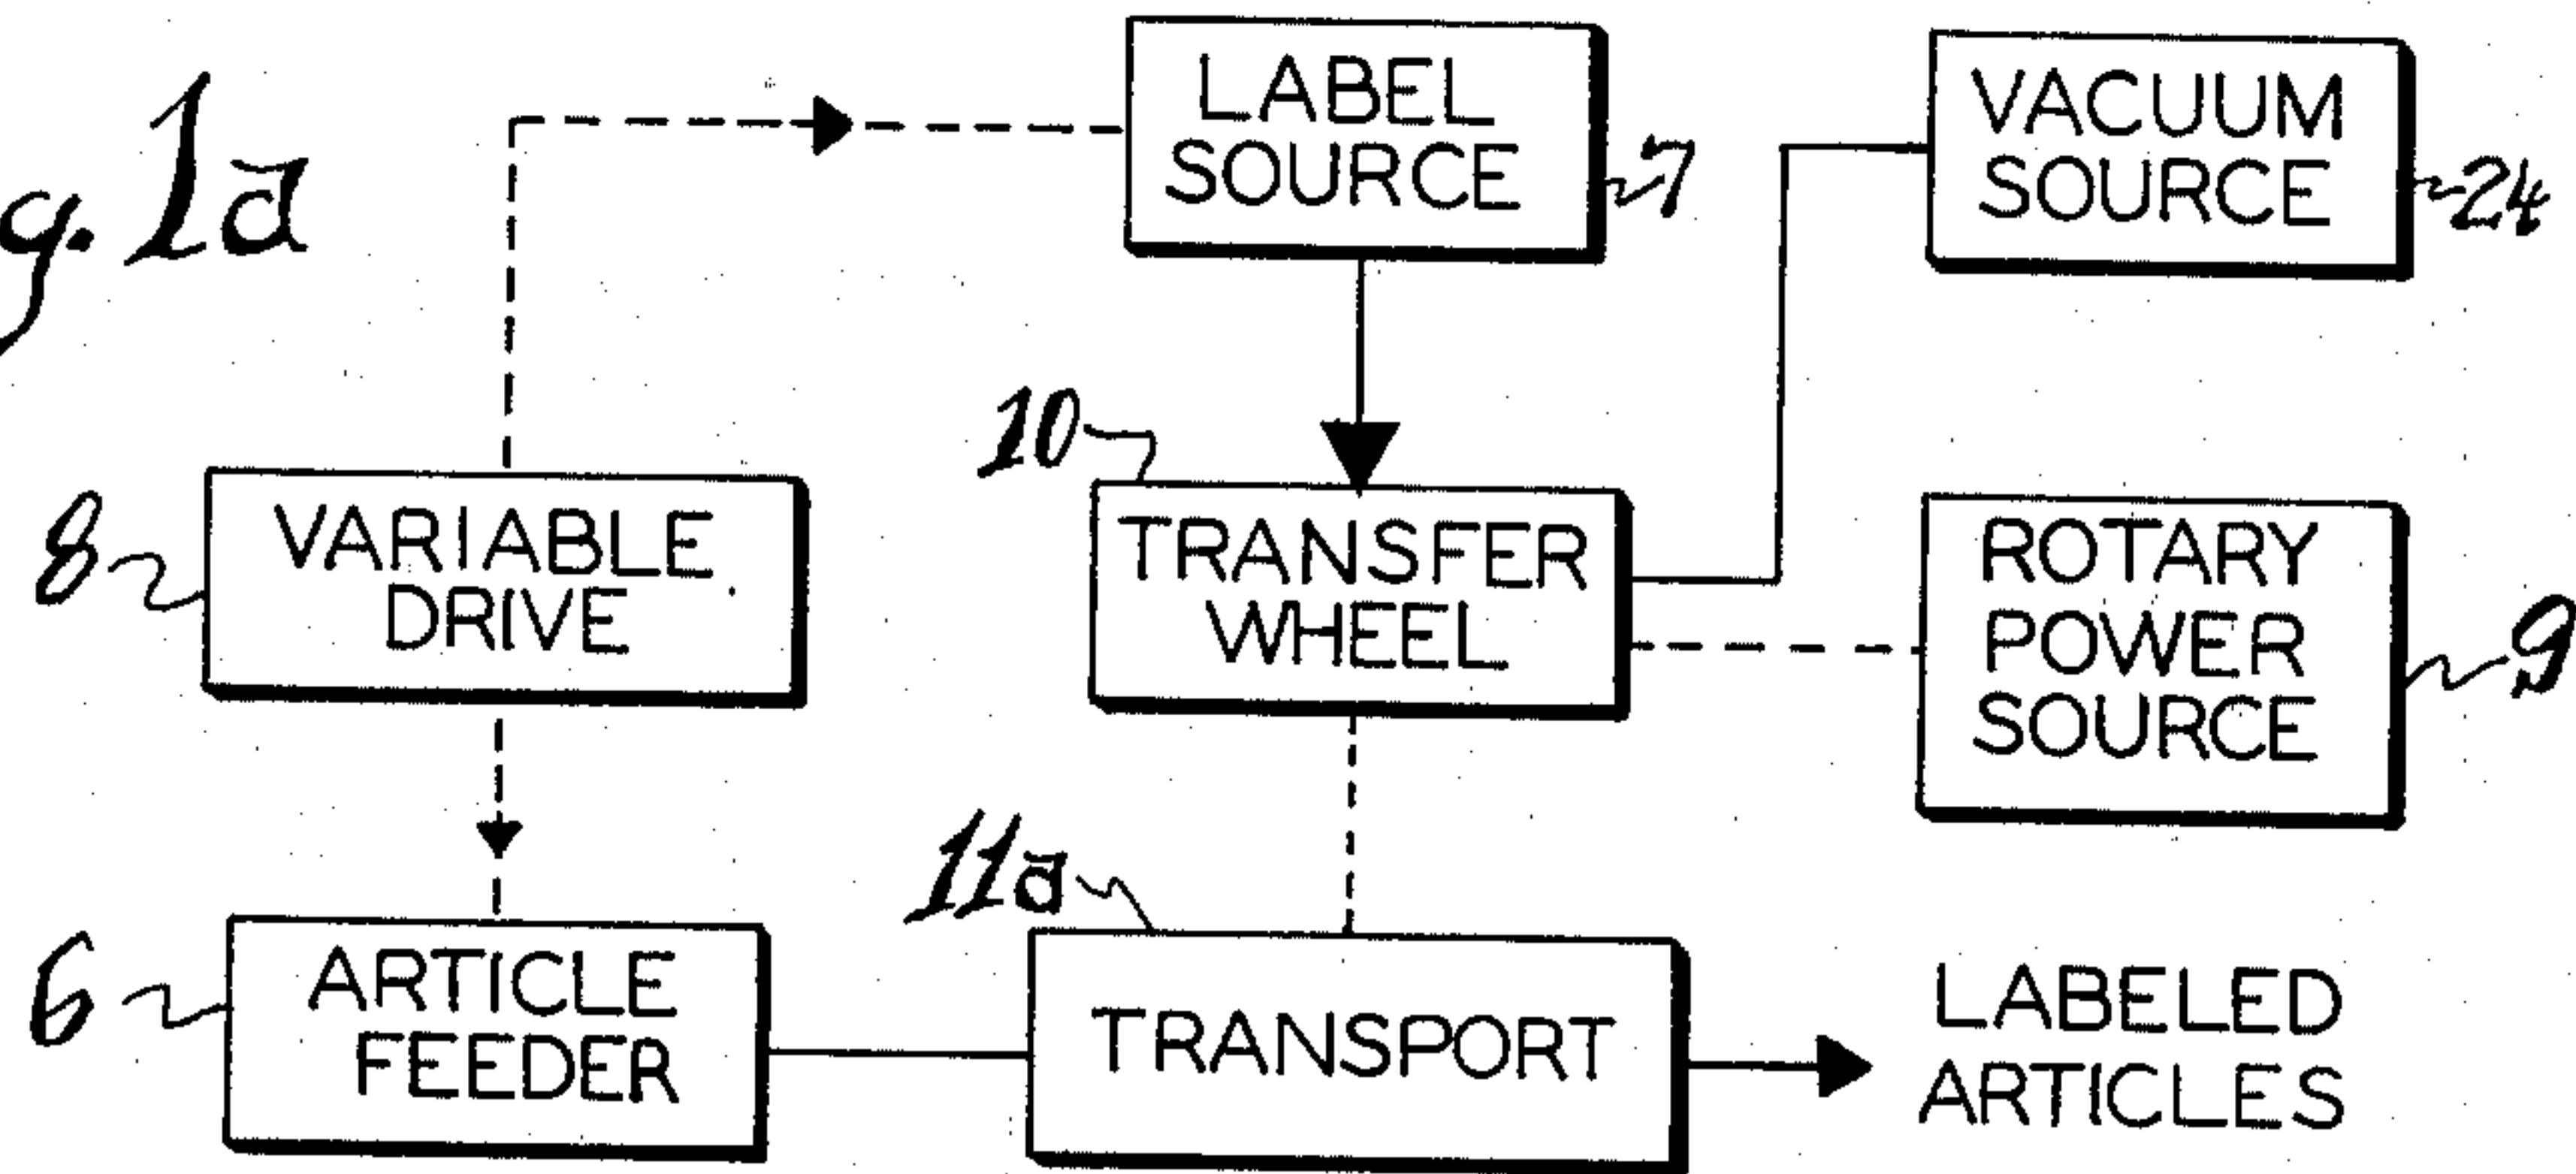 g. 1a
LABEL
SOURCE
7
VACUUM
SOURCE
24
8
VARIABLE
DRIVE
10
TRANSFER
WHEEL
ROTARY
POWER
SOURCE
9
6
ARTICLE
FEEDER
11a
TRANSPORT
LABELED
ARTICLES